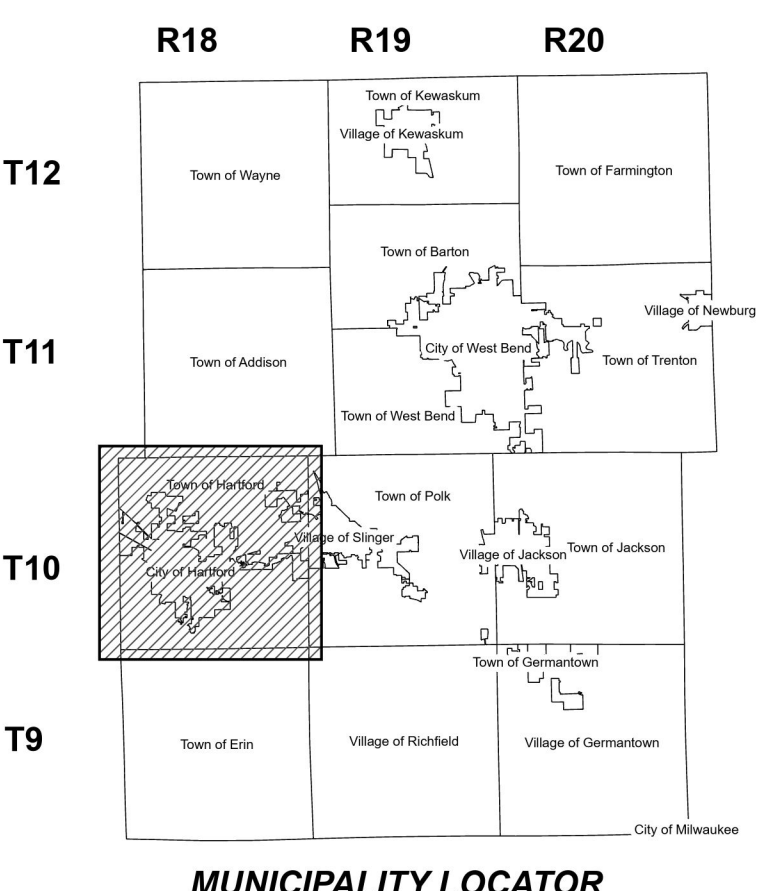 R18 R19 R20
T12
Town of Kewaskum
Village of Kewaskum
Town of Wayne
Town of Farmington
T11
Town of Barton
Village of Newburg
City of West Bend
Town of Addison
Town of Trenton
Town of West Bend
T10
Town of Hartford
Town of Polk
Village of Slinger
Village of Jackson
Town of Jackson
City of Hartford
T9
Town of Germantown
Town of Erin
Village of Richfield
Village of Germantown
City of Milwaukee
MUNICIPALITY LOCATOR